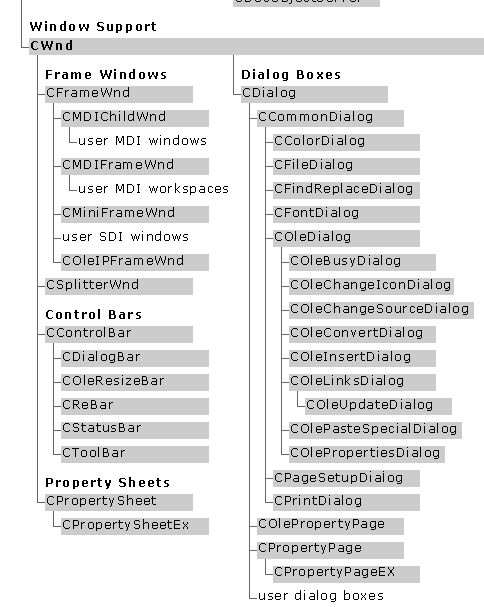 Window Support
CWnd
Frame Windows
CFrameWnd
CMDIChildWnd
user MDI windows
CMDIFrameWnd
user MDI workspaces
CMiniFrameWnd
user SDI windows
COleIPFrameWnd
CSplitterWnd
Control Bars
CControlBar
CDialogBar
COleResizeBar
CReBar
CStatusBar
CToolBar
Property Sheets
CPropertySheet
CPropertySheetEx
Dialog Boxes
CDialog
CCommonDialog
CColorDialog
CFileDialog
CFindReplaceDialog
CFontDialog
COleDialog
COleBusyDialog
COleChangeIconDialog
COleChangeSourceDialog
COleConvertDialog
COleInsertDialog
COleLinksDialog
COleUpdateDialog
COlePasteSpecialDialog
COlePropertiesDialog
CPageSetupDialog
CPrintDialog
COlePropertyPage
CPropertyPage
CPropertyPageEX
user dialog boxes